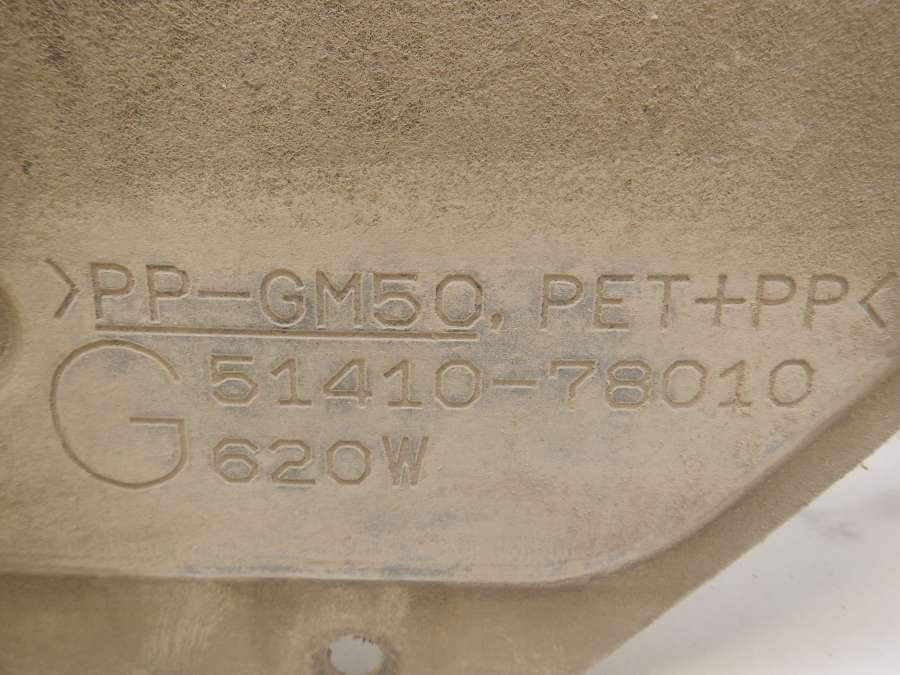 >PP-GM50, PET+PP<
G 51410-78010
620W